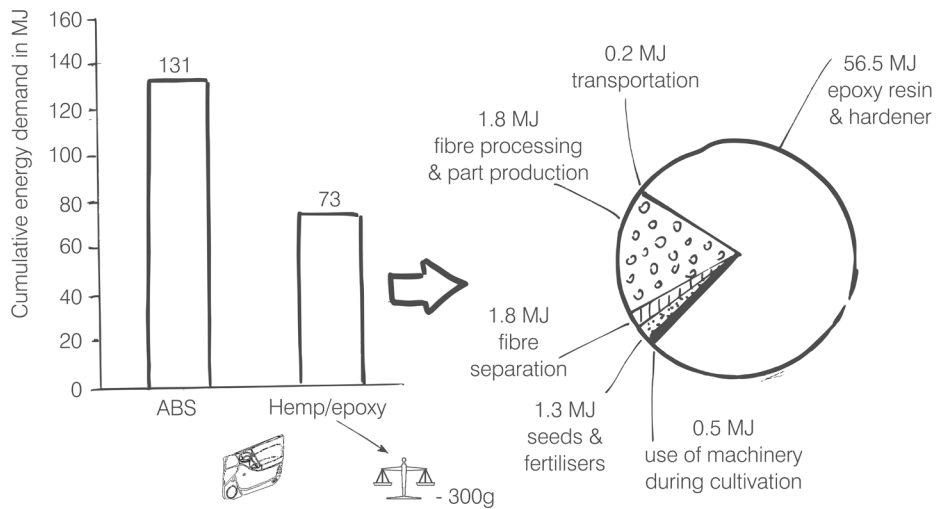 Cumulative energy demand in MJ
160
140
120
100
80
60
40
20
0
131
73
ABS
Hemp/epoxy
- 300g
0.2 MJ
transportation
56.5 MJ
epoxy resin
& hardener
1.8 MJ
fibre processing
& part production
1.8 MJ
fibre
separation
1.3 MJ
seeds &
fertilisers
0.5 MJ
use of machinery
during cultivation